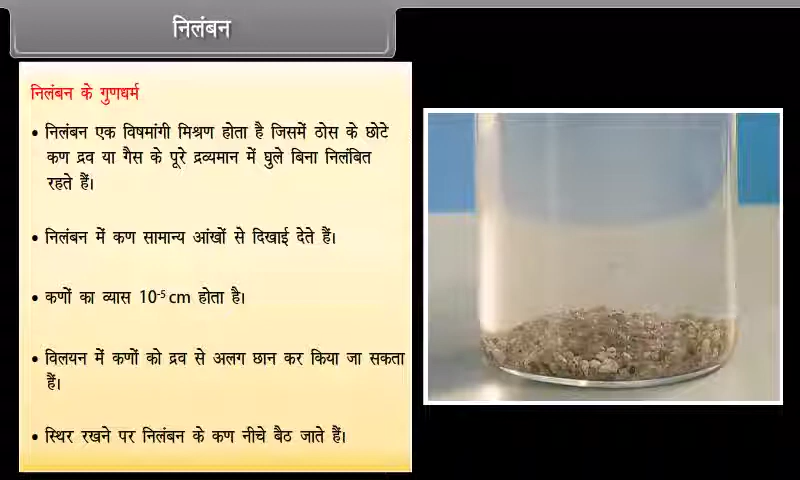 निलंबन
निलंबन के गुणधर्म
• निलंबन एक विषमांगी मिश्रण होता है जिसमें ठोस के छोटे
कण द्रव या गैस के पूरे द्रव्यमान में घुले बिना निलंबित
रहते हैं।
• निलंबन में कण सामान्य आंखों से दिखाई देते हैं।
• कणों का व्यास 10⁻⁵ cm होता है।
• विलयन में कणों को द्रव से अलग छान कर किया जा सकता
हैं।
• स्थिर रखने पर निलंबन के कण नीचे बैठ जाते हैं।